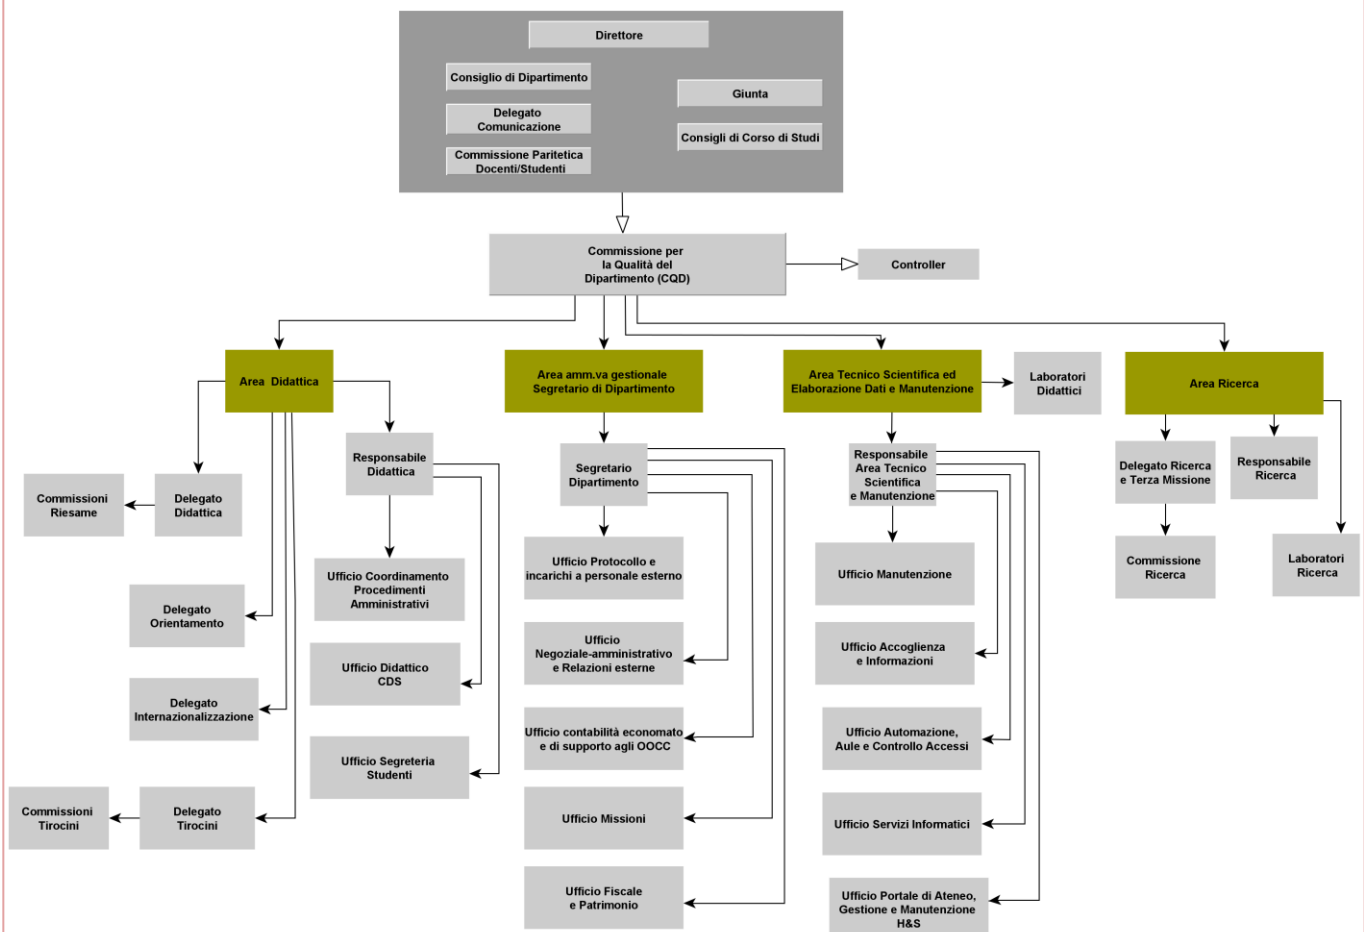 Direttore
Consiglio di Dipartimento
Giunta
Delegato
Comunicazione
Consigli di Corso di Studi
Commissione Paritetica
Docenti/Studenti
Commissione per
la Qualità del
Dipartimento (CQD)
Controller
Area Didattica
Area amm.va gestionale
Segretario di Dipartimento
Area Tecnico Scientifica ed
Elaborazione Dati e Manutenzione
Laboratori
Didattici
Area Ricerca
Commissioni
Riesame
Delegato
Didattica
Responsabile
Didattica
Segretario
Dipartimento
Responsabile
Area Tecnico
Scientifica
e Manutenzione
Delegato Ricerca
e Terza Missione
Responsabile
Ricerca
Commissione
Ricerca
Laboratori
Ricerca
Delegato
Orientamento
Delegato
Internazionalizzazione
Commissioni
Tirocini
Delegato
Tirocini
Ufficio Coordinamento
Procedimenti
Amministrativi
Ufficio Didattico
CDS
Ufficio Segreteria
Studenti
Ufficio Protocollo e
incarichi a personale esterno
Ufficio
Negoziale-amministrativo
e Relazioni esterne
Ufficio contabilità economato
e di supporto agli OOCC
Ufficio Missioni
Ufficio Fiscale
e Patrimonio
Ufficio Manutenzione
Ufficio Accoglienza
e Informazioni
Ufficio Automazione,
Aule e Controllo Accessi
Ufficio Servizi Informatici
Ufficio Portale di Ateneo,
Gestione e Manutenzione
H&S